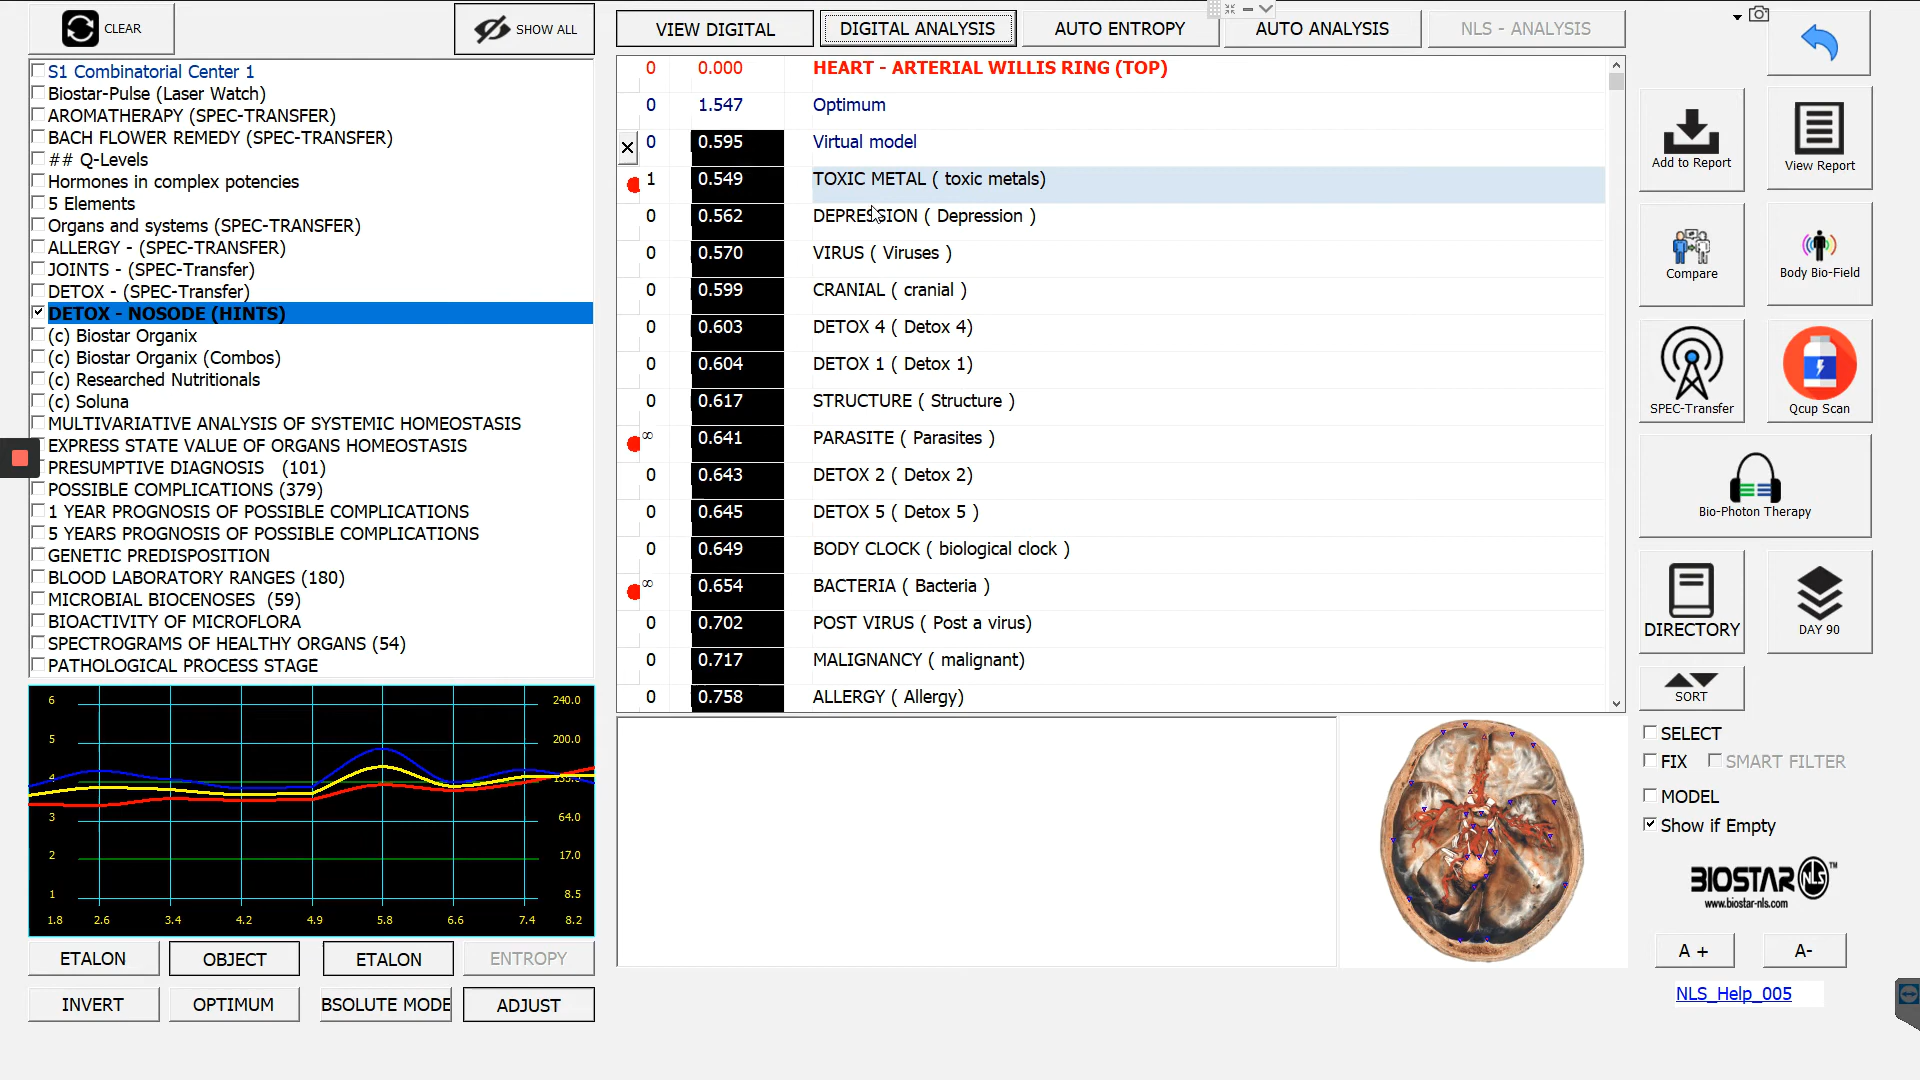 CLEAR
SHOW ALL
S1 Combinatorial Center 1
Biostar-Pulse (Laser Watch)
AROMATHERAPY (SPEC-TRANSFER)
BACH FLOWER REMEDY (SPEC-TRANSFER)
## Q-Levels
Hormones in complex potencies
5 Elements
Organs and systems (SPEC-TRANSFER)
ALLERGY - (SPEC-TRANSFER)
JOINTS - (SPEC-Transfer)
DETOX - (SPEC-Transfer)
DETOX - NOSODE (HINTS)
(c) Biostar Organix
(c) Biostar Organix (Combos)
(c) Researched Nutritionals
(c) Soluna
MULTIVARIATIVE ANALYSIS OF SYSTEMIC HOMEOSTASIS
EXPRESS STATE VALUE OF ORGANS HOMEOSTASIS
PRESUMPTIVE DIAGNOSIS (101)
POSSIBLE COMPLICATIONS (379)
1 YEAR PROGNOSIS OF POSSIBLE COMPLICATIONS
5 YEARS PROGNOSIS OF POSSIBLE COMPLICATIONS
GENETIC PREDISPOSITION
BLOOD LABORATORY RANGES (180)
MICROBIAL BIOCENOSES (59)
BIOACTIVITY OF MICROFLORA
SPECTROGRAMS OF HEALTHY ORGANS (54)
PATHOLOGICAL PROCESS STAGE
6 240.0
5 200.0
4
3 64.0
2 17.0
1 8.5
1.8 2.6 3.4 4.2 4.9 5.8 6.6 7.4 8.2
ETALON OBJECT ETALON ENTROPY
INVERT OPTIMUM BSOLUTE MODE ADJUST
VIEW DIGITAL DIGITAL ANALYSIS AUTO ENTROPY AUTO ANALYSIS NLS - ANALYSIS
0 0.000 HEART - ARTERIAL WILLIS RING (TOP)
0 1.547 Optimum
0 0.595 Virtual model
1 0.549 TOXIC METAL ( toxic metals)
0 0.562 DEPRESSION ( Depression )
0 0.570 VIRUS ( Viruses )
0 0.599 CRANIAL ( cranial )
0 0.603 DETOX 4 ( Detox 4)
0 0.604 DETOX 1 ( Detox 1)
0 0.617 STRUCTURE ( Structure )
∞ 0.641 PARASITE ( Parasites )
0 0.643 DETOX 2 ( Detox 2)
0 0.645 DETOX 5 ( Detox 5 )
0 0.649 BODY CLOCK ( biological clock )
∞ 0.654 BACTERIA ( Bacteria )
0 0.702 POST VIRUS ( Post a virus)
0 0.717 MALIGNANCY ( malignant)
0 0.758 ALLERGY ( Allergy)
Add to Report
View Report
Compare
Body Bio-Field
SPEC-Transfer
Qcup Scan
Bio-Photon Therapy
DIRECTORY
DAY 90
SORT
SELECT
FIX SMART FILTER
MODEL
Show if Empty
BIOSTAR NLS ™
www.biostar-nls.com
A + A-
NLS_Help_005